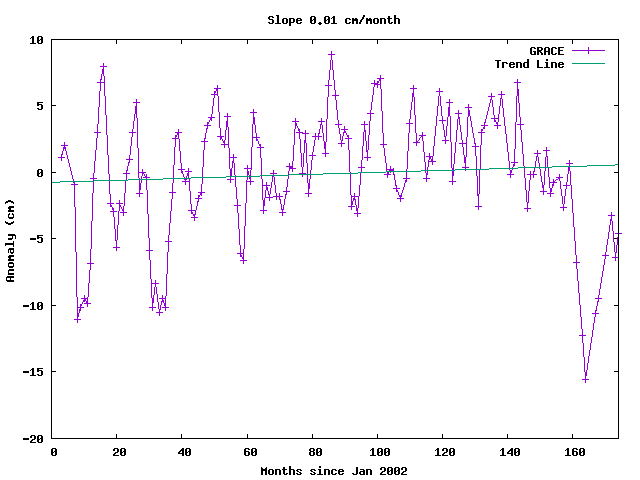 Slope 0.01 cm/month
GRACE
Trend Line
10
5
0
-5
-10
-15
-20
Anomaly (cm)
0 20 40 60 80 100 120 140 160
Months since Jan 2002